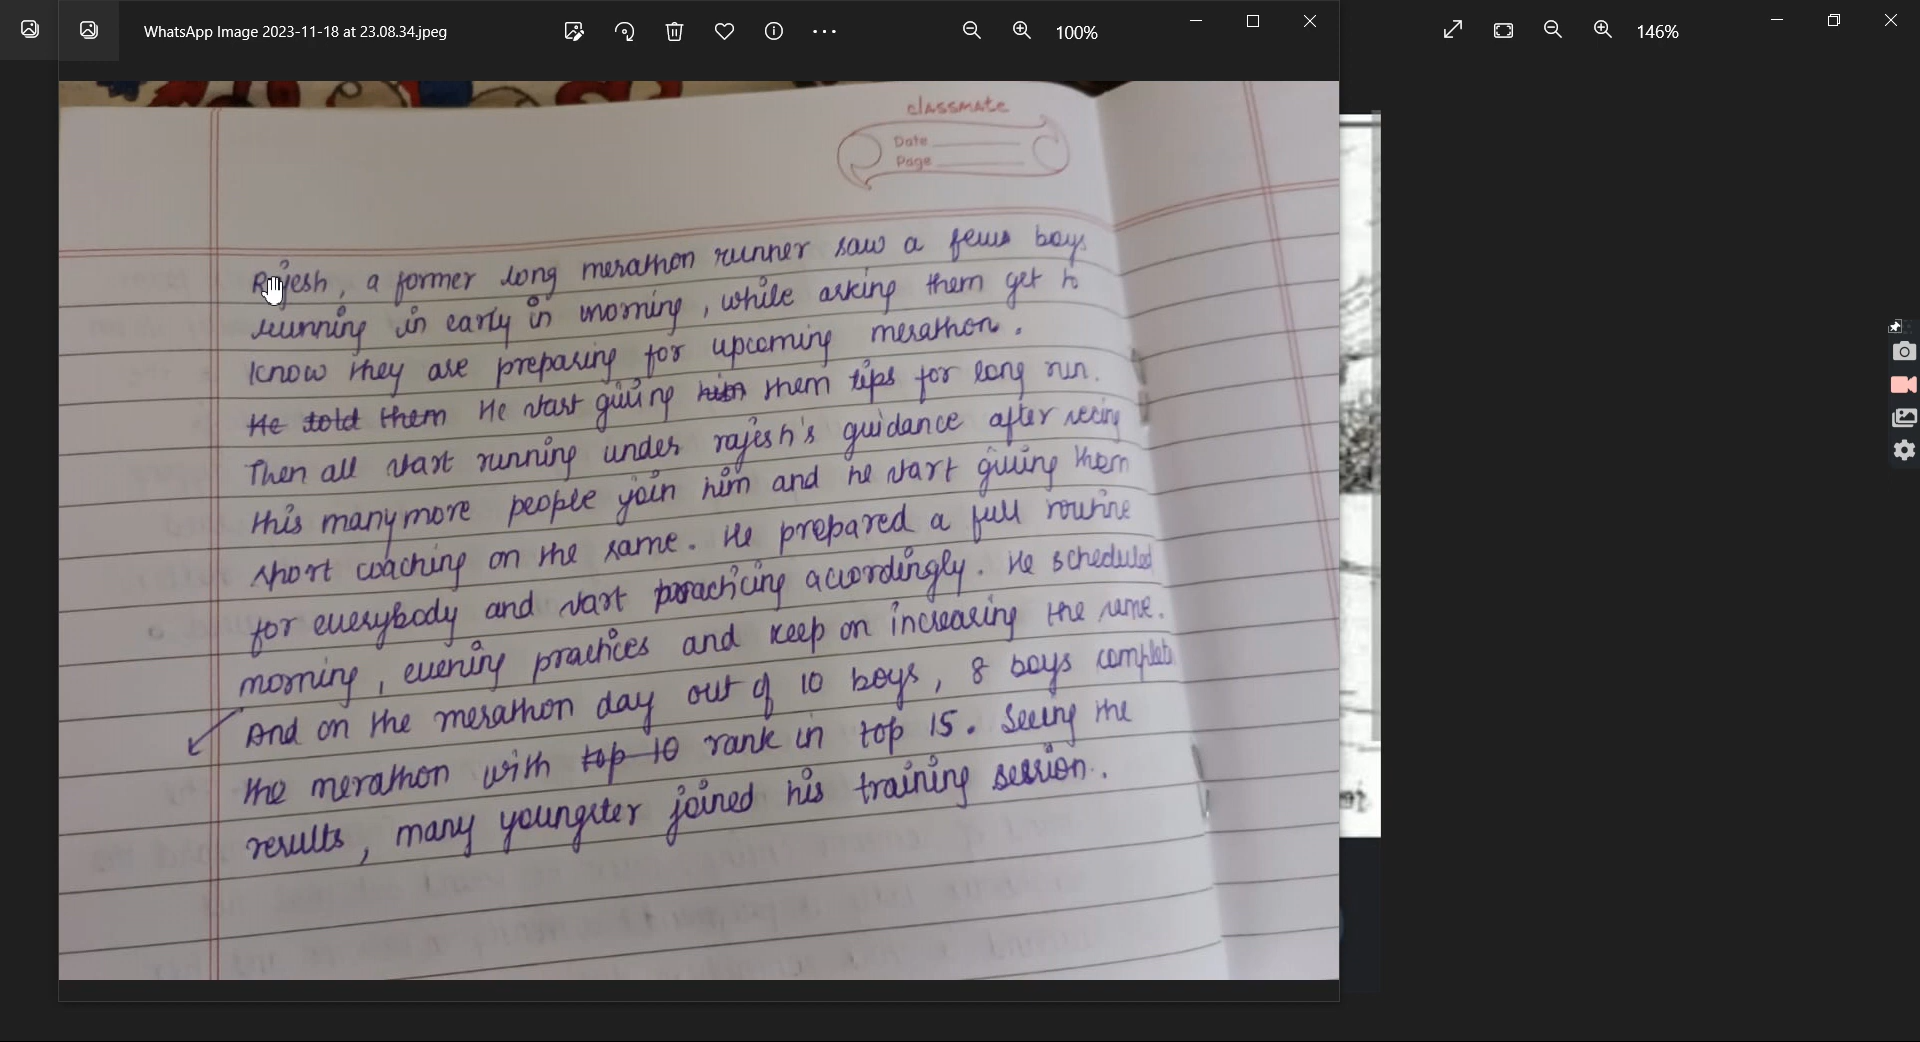 WhatsApp Image 2023-11-18 at 23.08.34.jpeg
100%
146%
classmate
Date
Page
Rajesh, a former long merathon runner saw a fews boys
running in early in morning, while asking them get to
know they are preparing for upcoming merathon.
He told them He start giving him them tips for long run.
Then all start running under rajesh's guidance after seeing
this many more people join him and he start giving them
short coaching on the same. He prepared a full routine
for everybody and start practicing accordingly. He scheduled
morning, evening practices and keep on increasing the same.
And on the merathon day out of 10 boys, 8 boys complete
the merathon with top 10 rank in top 15. Seeing the
results, many youngster joined his training session.